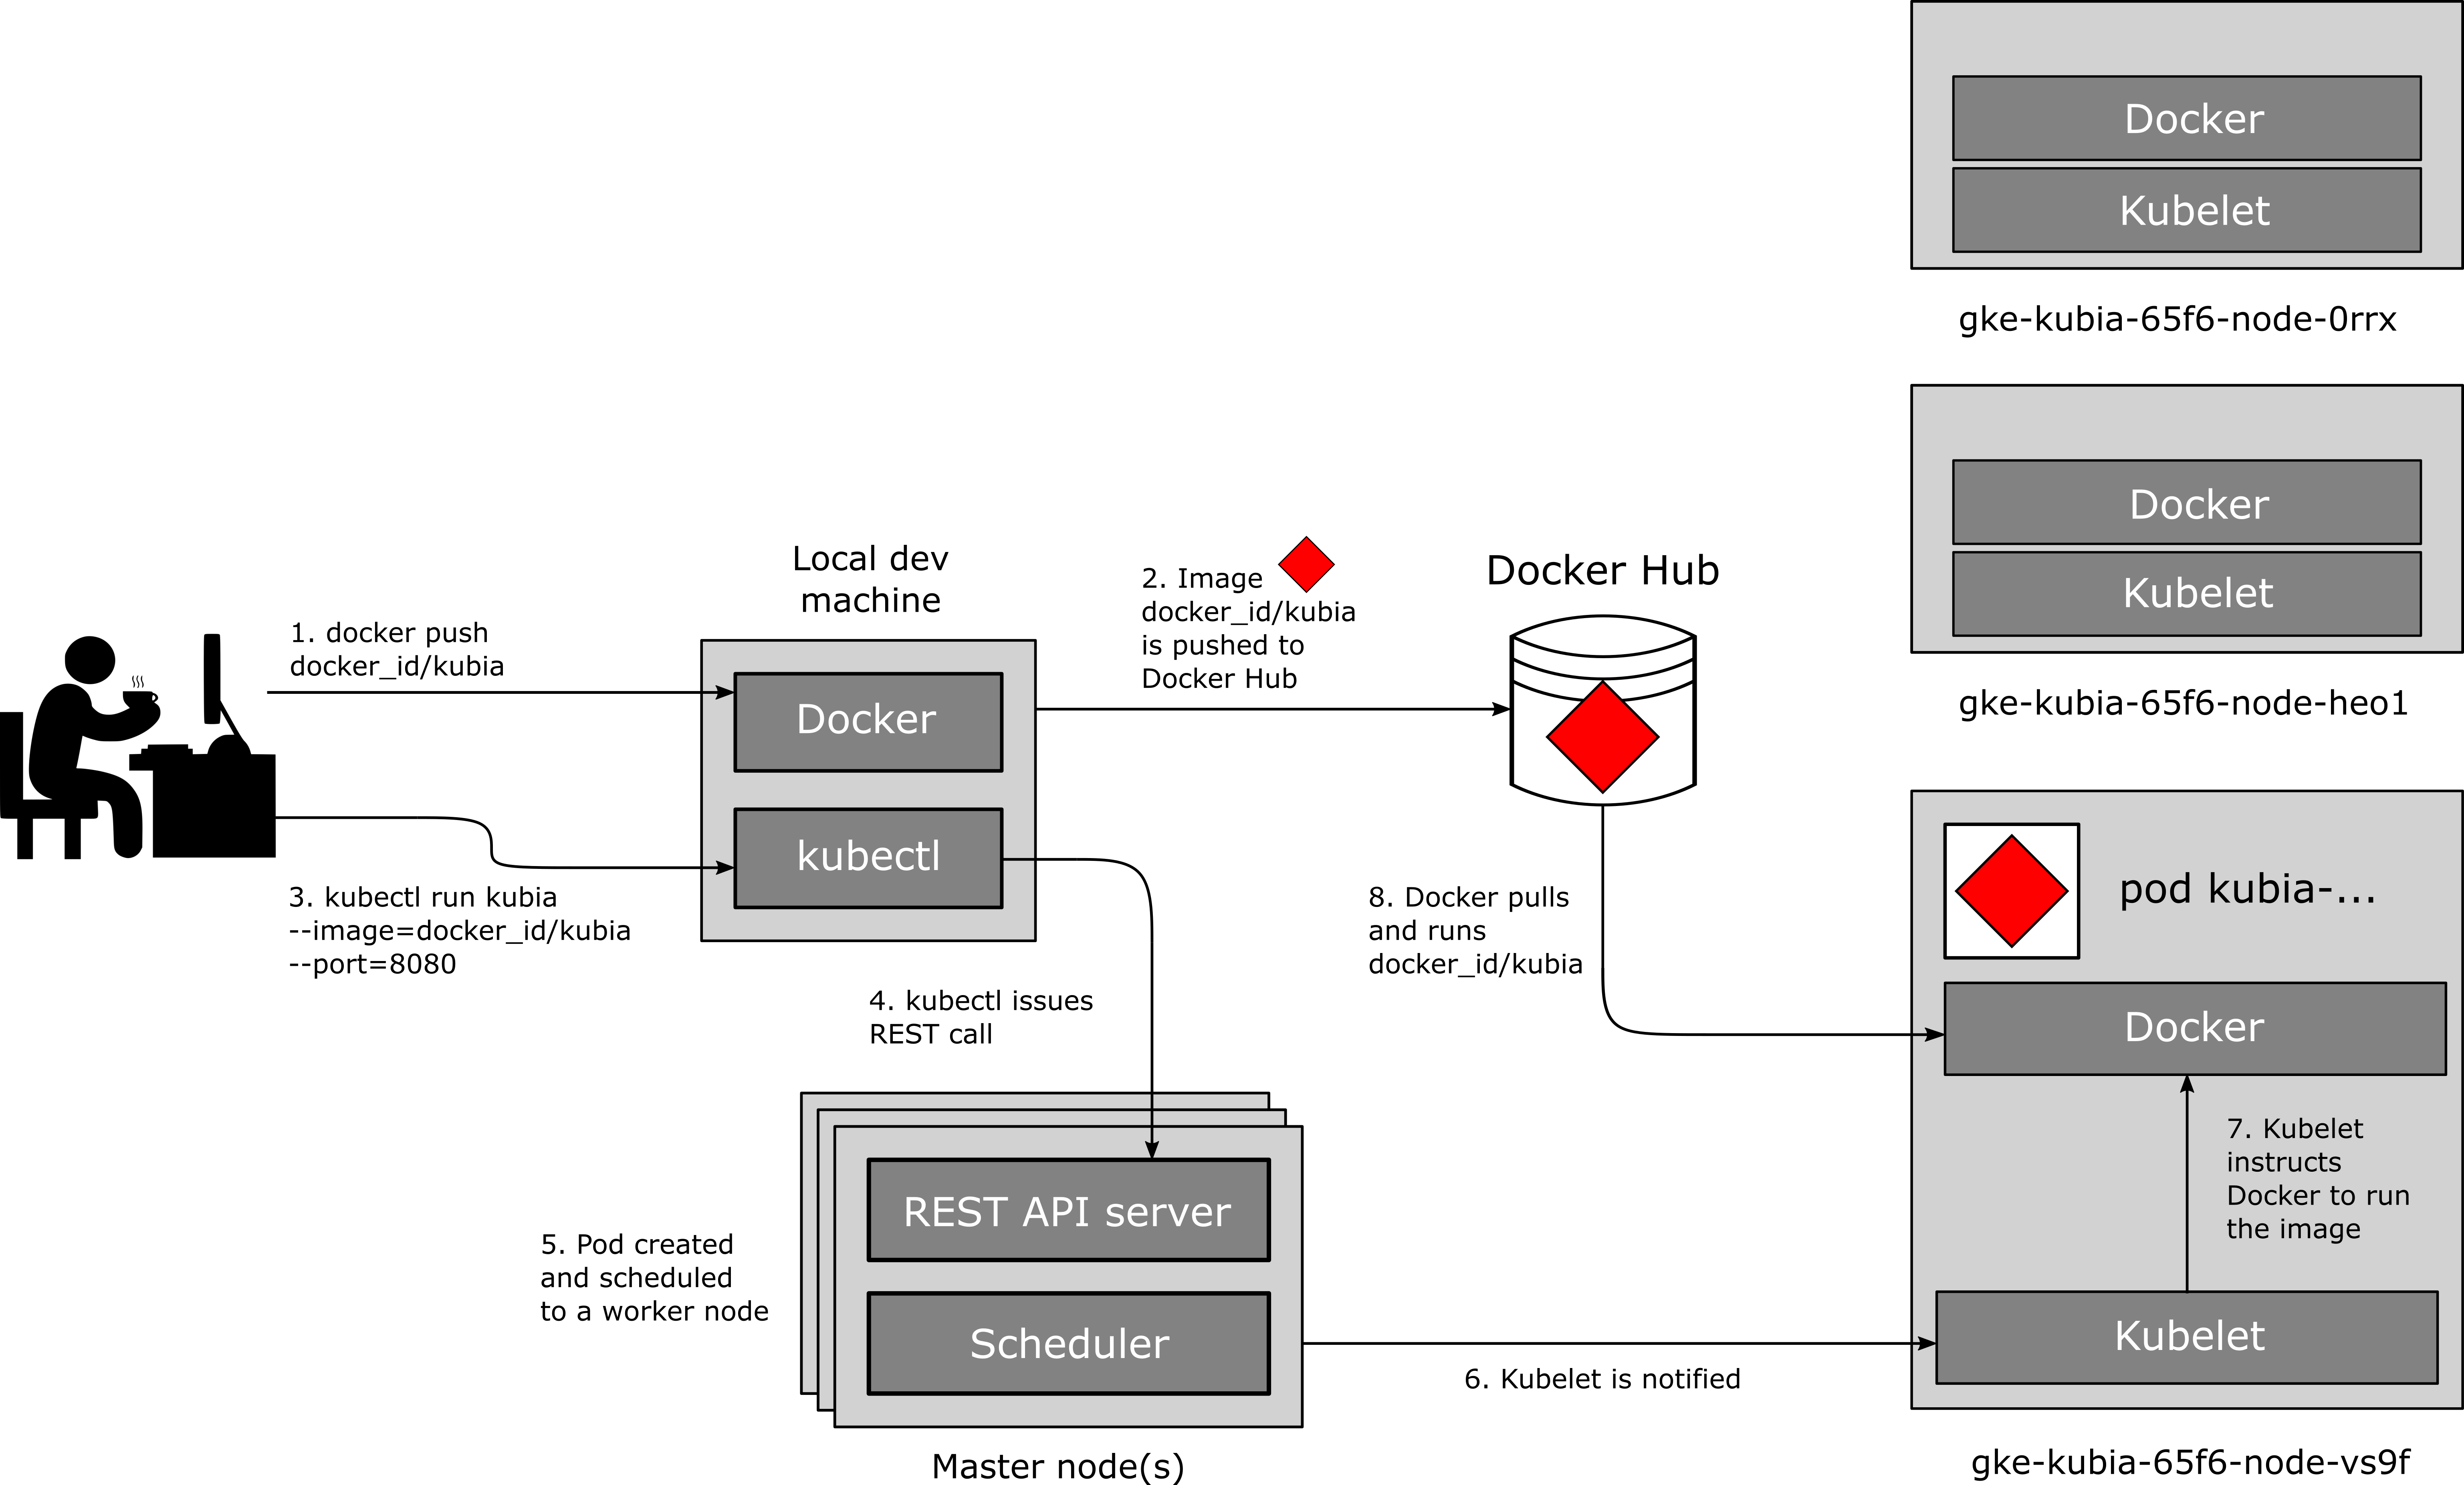 Docker
Kubelet
gke-kubia-65f6-node-0rrx
Docker
Kubelet
gke-kubia-65f6-node-heo1
Local dev
machine
1. docker push
docker_id/kubia
Docker
kubectl
2. Image
docker_id/kubia
is pushed to
Docker Hub
Docker Hub
3. kubectl run kubia
--image=docker_id/kubia
--port=8080
4. kubectl issues
REST call
5. Pod created
and scheduled
to a worker node
REST API server
Scheduler
Master node(s)
6. Kubelet is notified
8. Docker pulls
and runs
docker_id/kubia
pod kubia-...
Docker
7. Kubelet
instructs
Docker to run
the image
Kubelet
gke-kubia-65f6-node-vs9f